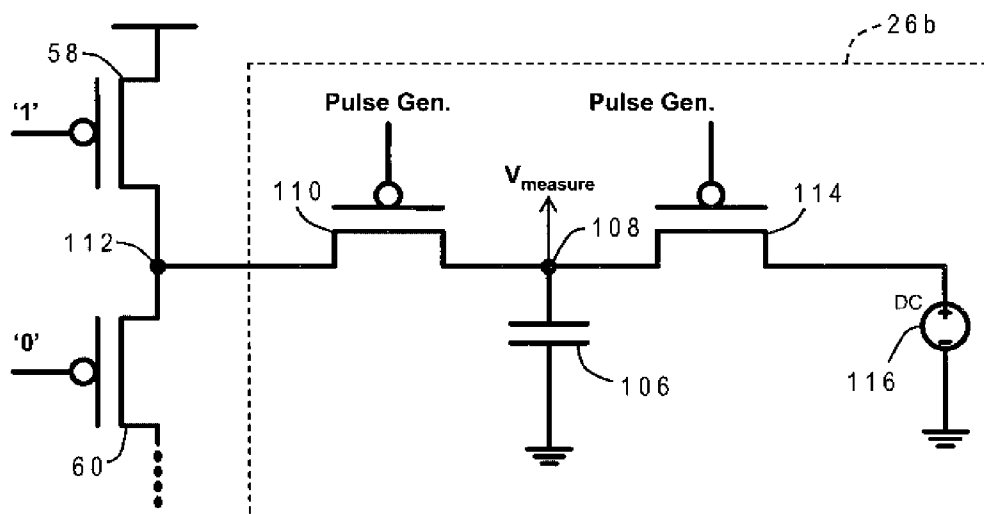 26b
58
'1'
Pulse Gen.
Pulse Gen.
V measure
110
108
114
112
DC
+
-
'0'
106
116
60